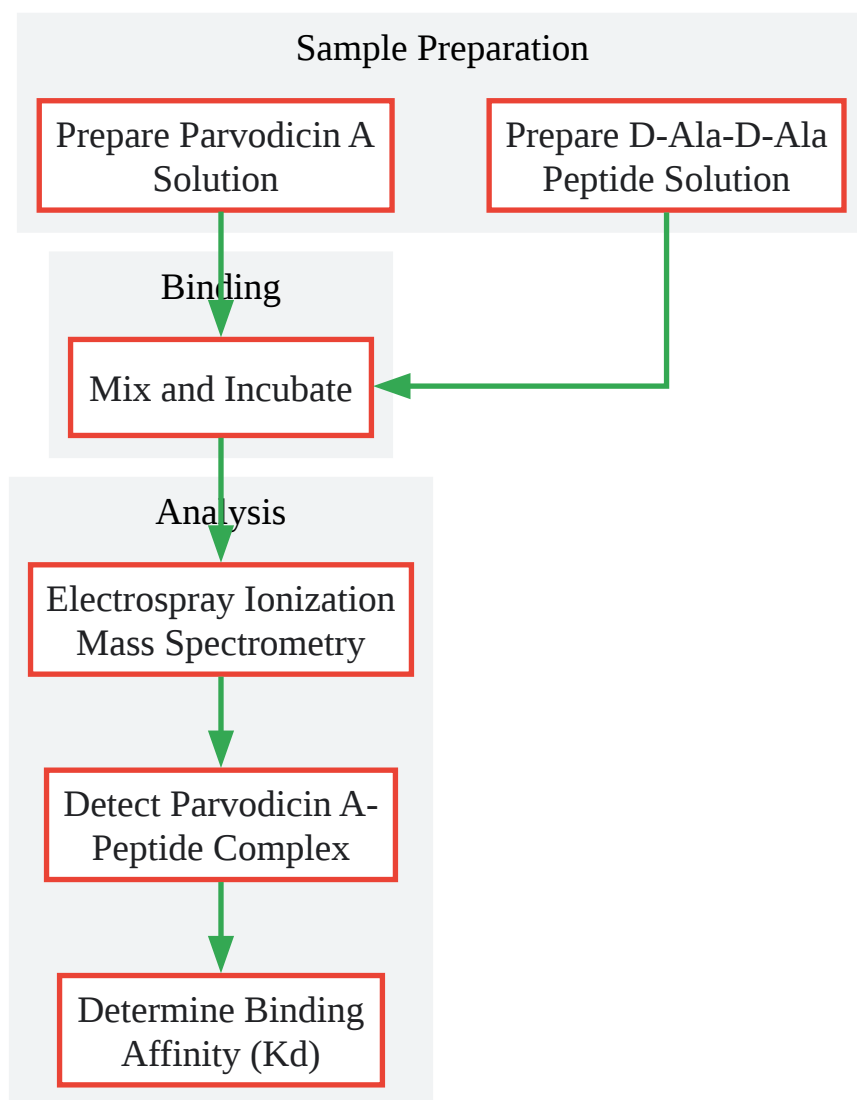 Sample Preparation
Prepare Parvodicin A
Solution
Prepare D-Ala-D-Ala
Peptide Solution
Binding
Mix and Incubate
Analysis
Electrospray Ionization
Mass Spectrometry
Detect Parvodicin A-
Peptide Complex
Determine Binding
Affinity (Kd)